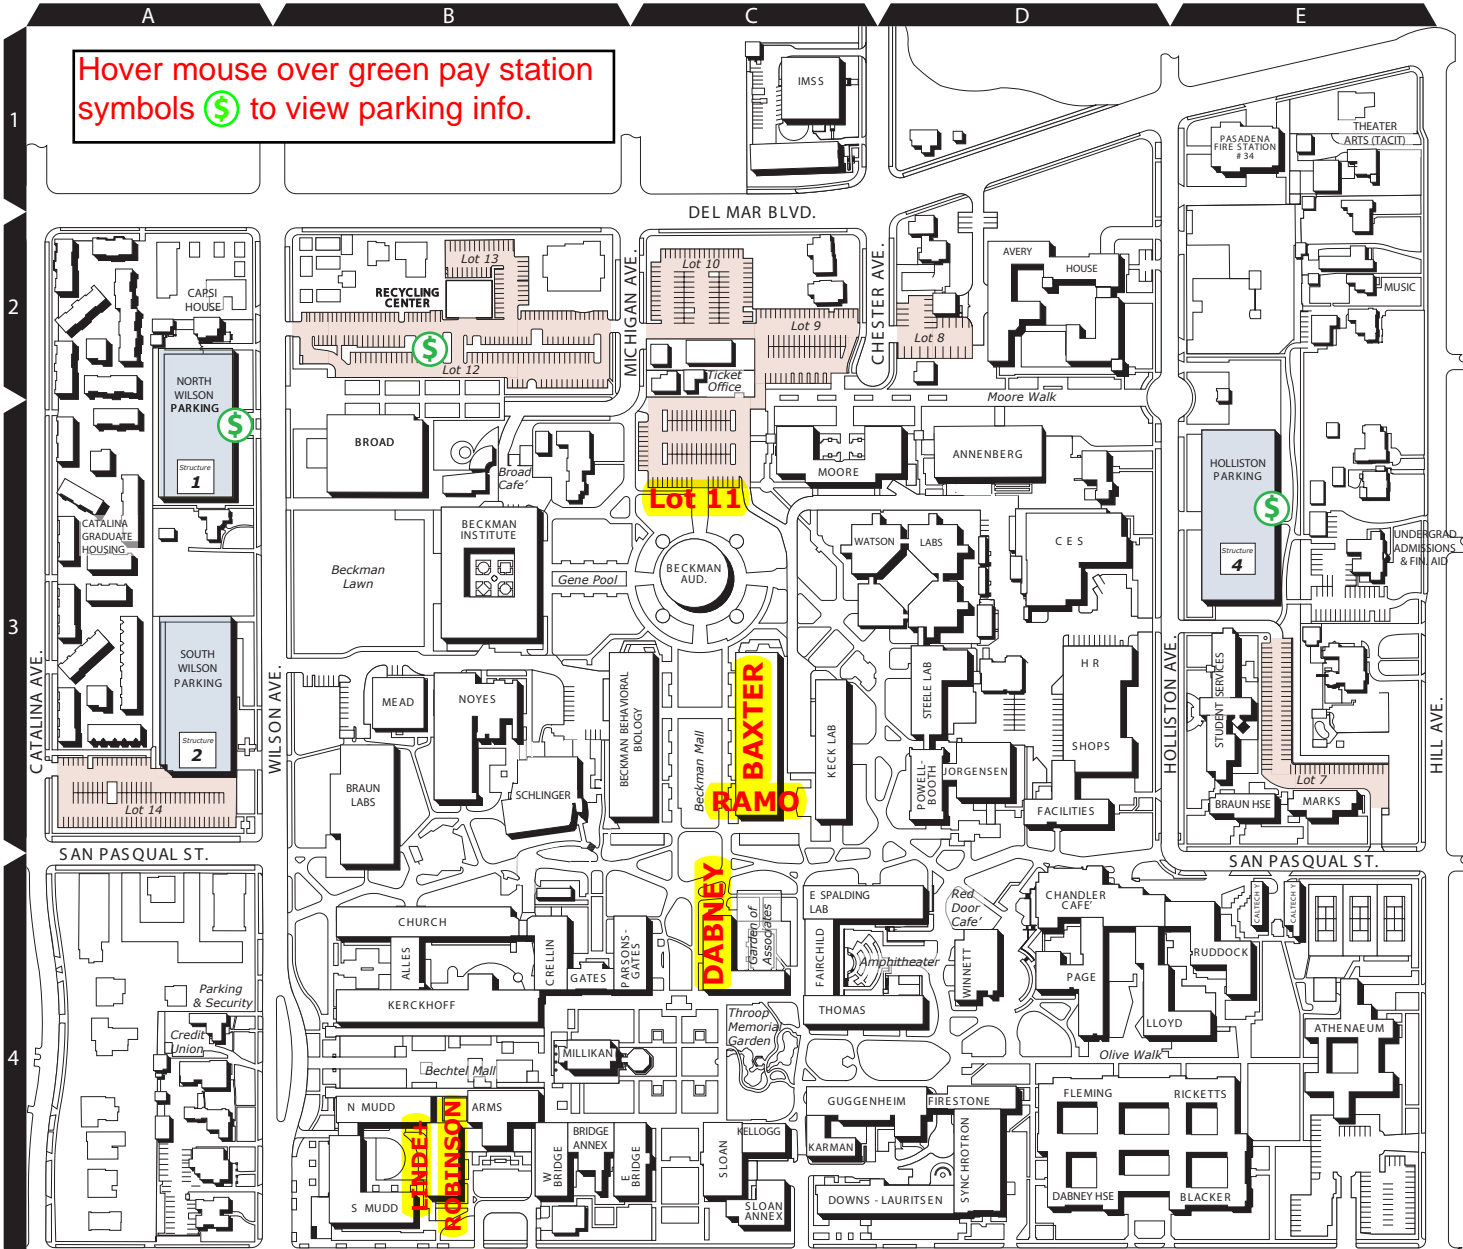 A
B
C
D
E
1
2
3
4
Hover mouse over green pay station
symbols $ to view parking info.
IMSS
PASADENA
FIRE STATION
# 34
THEATER
ARTS (TACIT)
DEL MAR BLVD.
MICHIGAN AVE.
CHESTER AVE.
CATALINA AVE.
WILSON AVE.
HOLLISTON AVE.
HILL AVE.
CAPSI
HOUSE
Lot 13
RECYCLING
CENTER
$
Lot 12
Lot 10
Lot 9
Lot 8
AVERY
HOUSE
MUSIC
Ticket
Office
Moore Walk
NORTH
WILSON
PARKING
$
Structure
1
BROAD
Broad
Cafe'
MOORE
ANNENBERG
HOLLISTON
PARKING
$
Structure
4
Lot 11
CATALINA
GRADUATE
HOUSING
BECKMAN
INSTITUTE
Beckman
Lawn
Gene Pool
BECKMAN
AUD.
WATSON
LABS
C E S
UNDERGRAD
ADMISSIONS
& FIN. AID
SOUTH
WILSON
PARKING
Structure
2
MEAD
NOYES
BECKMAN BEHAVIORAL
BIOLOGY
Beckman Mall
BAXTER
RAMO
KECK LAB
STEELE LAB
H R
SHOPS
STUDENT SERVICES
BRAUN
LABS
SCHLINGER
POWELL-
BOOTH
JORGENSEN
FACILITIES
Lot 7
BRAUN HSE
MARKS
Lot 14
SAN PASQUAL ST.
SAN PASQUAL ST.
CHURCH
ALLES
CRELLIN
GATES
PARSONS-
GATES
KERCKHOFF
DABNEY
Garden of
Associates
E SPALDING
LAB
FAIRCHILD
Amphitheater
THOMAS
Red
Door
Cafe'
WINNETT
CHANDLER
CAFE'
PAGE
LLOYD
RUDDOCK
CALTECH Y
CALTECH Y
Parking
& Security
Credit
Union
Throop
Memorial
Garden
MILLIKAN
Bechtel Mall
Olive Walk
ATHENAEUM
N MUDD
ARMS
LINDE+
ROBINSON
S MUDD
BRIDGE
ANNEX
W
BRIDGE
E
BRIDGE
SLOAN
KELLOGG
SLOAN
ANNEX
GUGGENHEIM
FIRESTONE
KARMAN
SYNCHROTRON
DOWNS - LAURITSEN
FLEMING
RICKETTS
DABNEY HSE
BLACKER